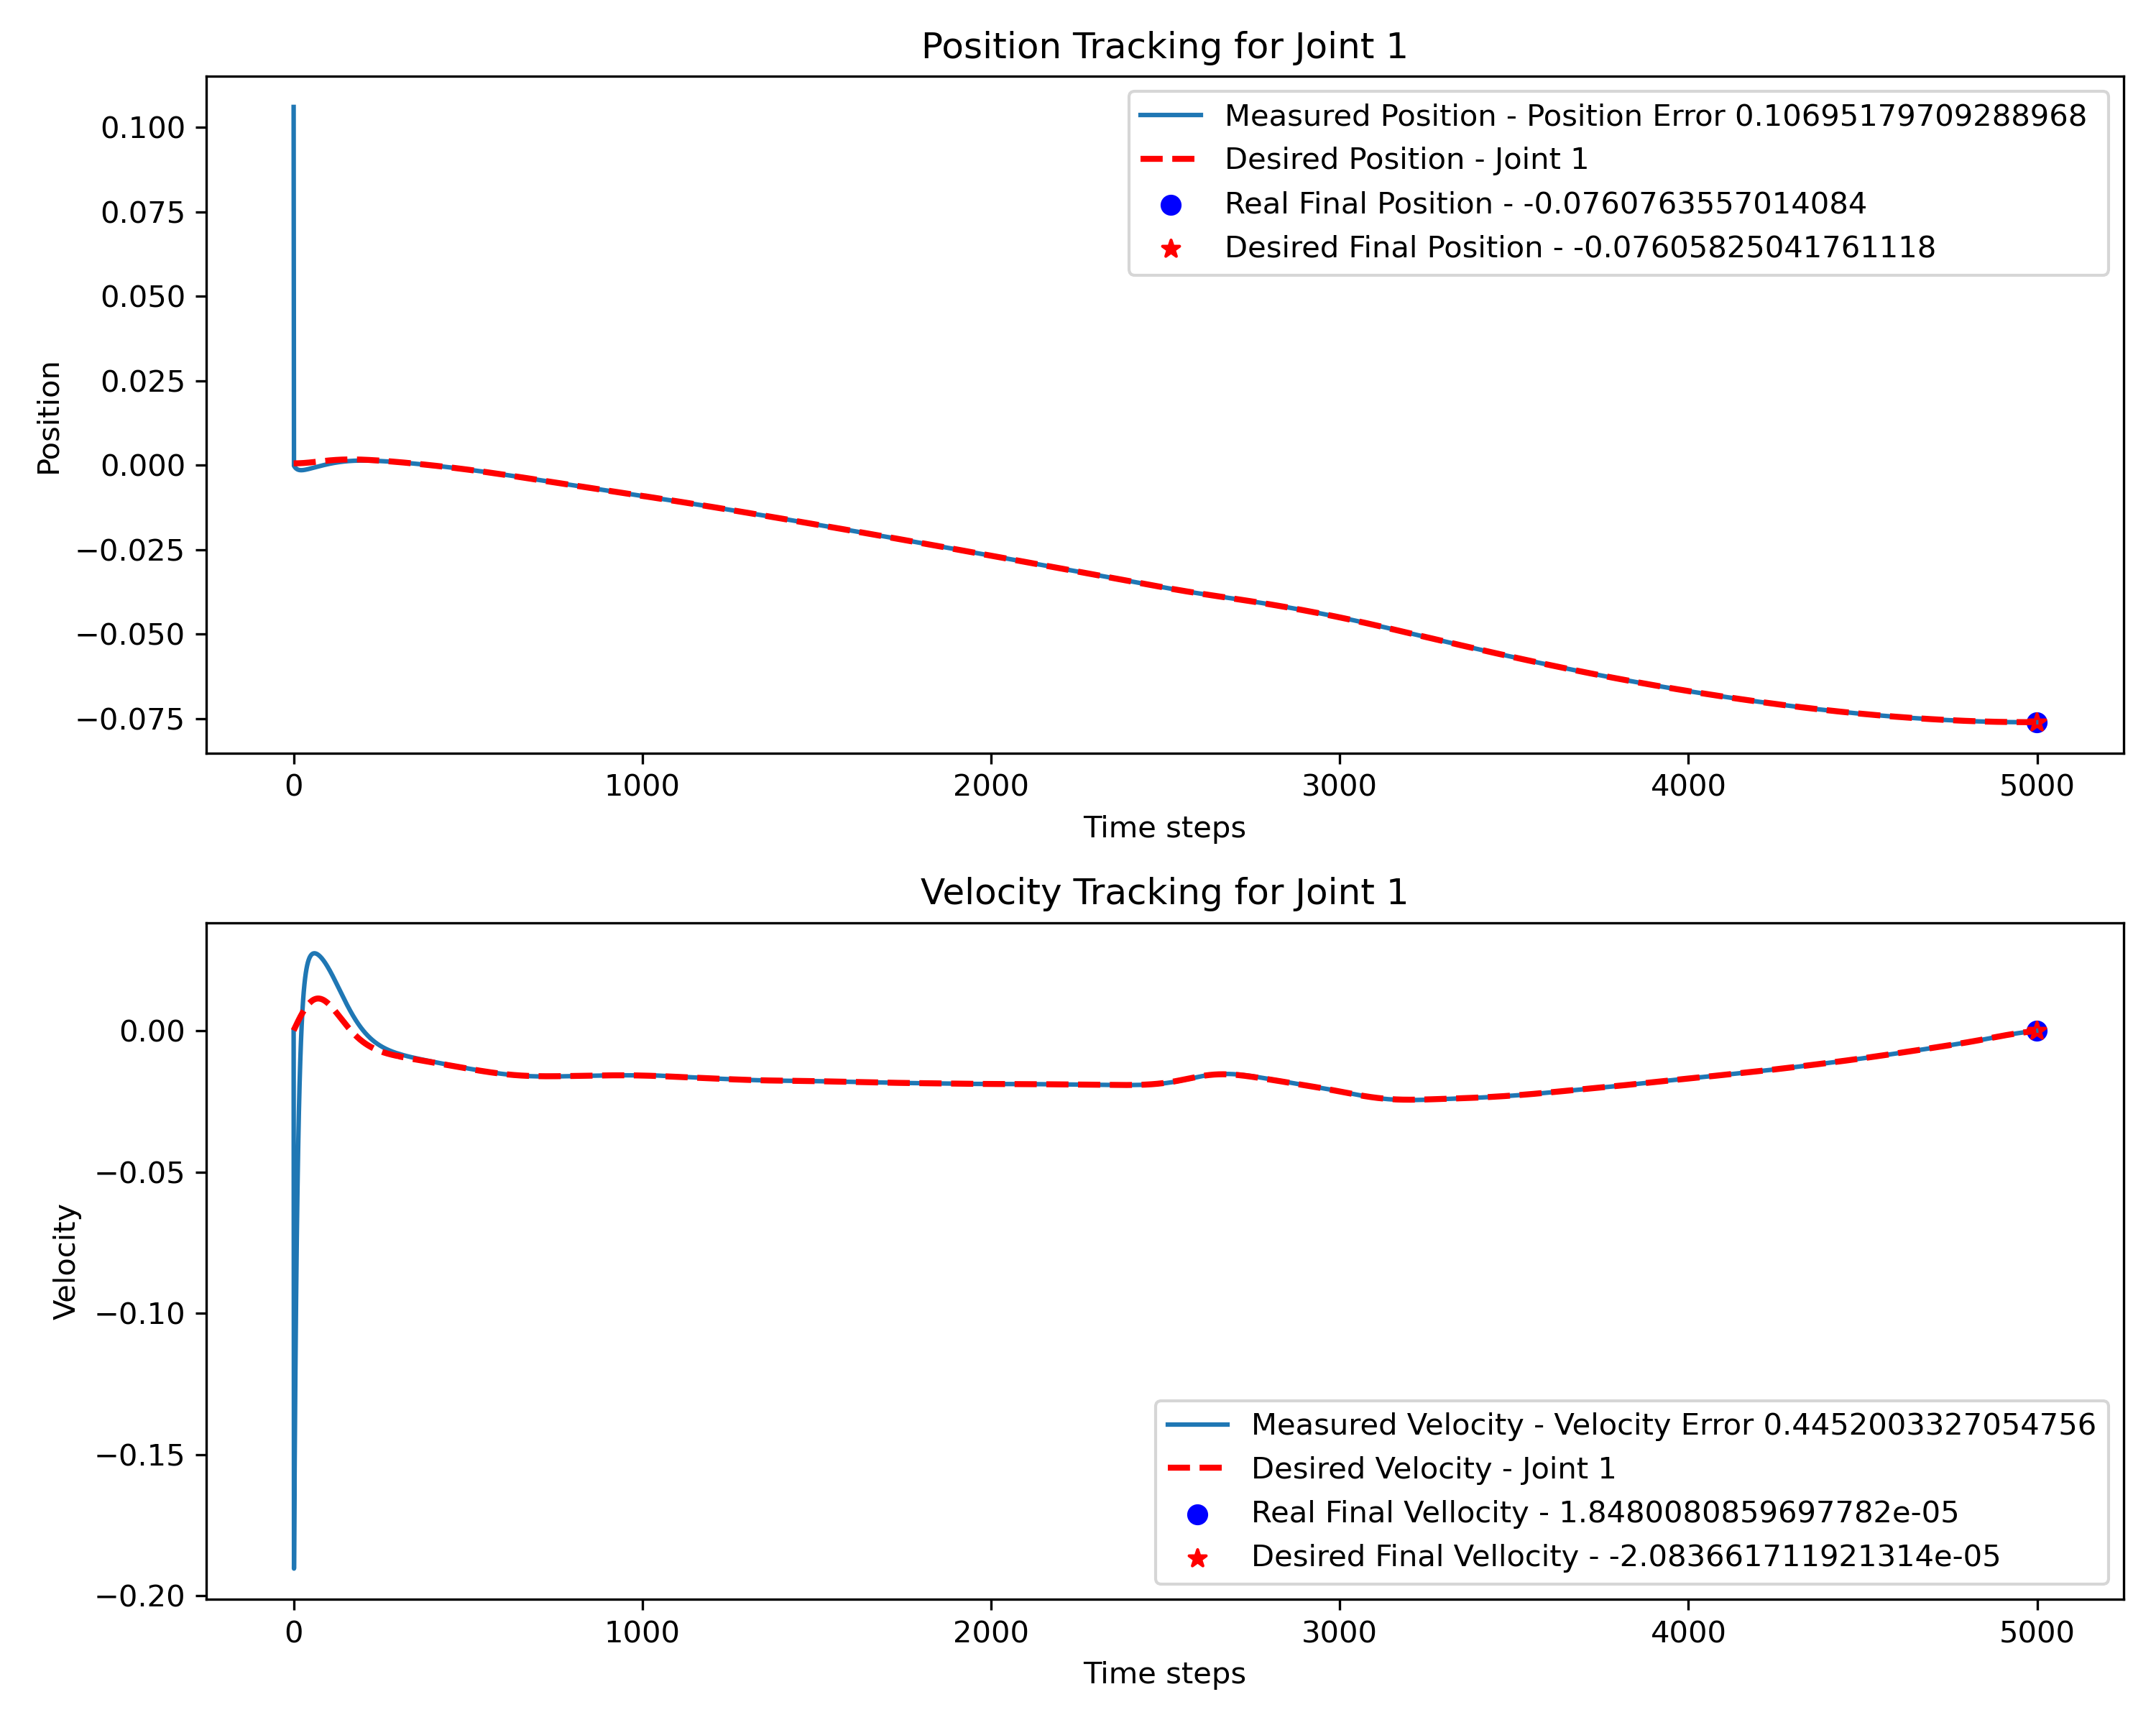 Position Tracking for Joint 1
Measured Position - Position Error 0.10695179709288968
Desired Position - Joint 1
Real Final Position - -0.0760763557014084
Desired Final Position - -0.07605825041761118
0.100
0.075
0.050
0.025
0.000
−0.025
−0.050
−0.075
Position
0 1000 2000 3000 4000 5000
Time steps
Velocity Tracking for Joint 1
0.00
−0.05
−0.10
−0.15
−0.20
Velocity
Measured Velocity - Velocity Error 0.4452003327054756
Desired Velocity - Joint 1
Real Final Vellocity - 1.8480080859697782e-05
Desired Final Vellocity - -2.083661711921314e-05
0 1000 2000 3000 4000 5000
Time steps